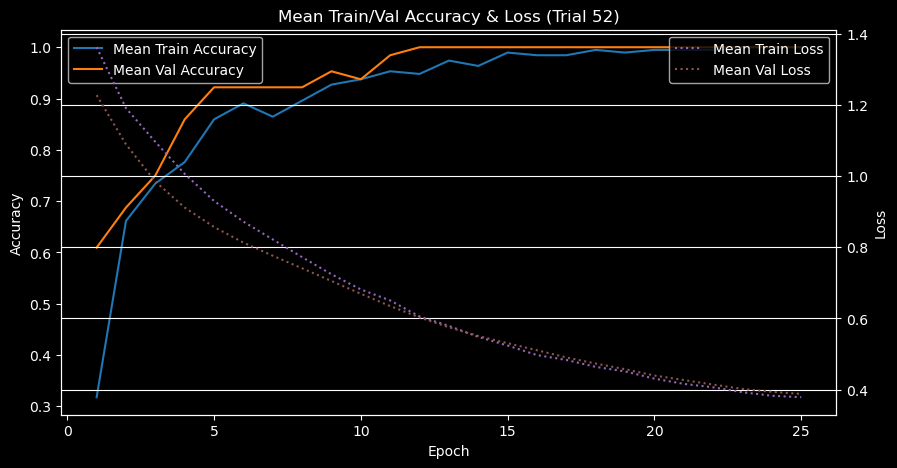 Mean Train/Val Accuracy & Loss (Trial 52)
Mean Train Accuracy
Mean Val Accuracy
Mean Train Loss
Mean Val Loss
1.0
0.9
0.8
0.7
0.6
0.5
0.4
0.3
Accuracy
1.4
1.2
1.0
0.8
0.6
0.4
Loss
0
5
10
15
20
25
Epoch